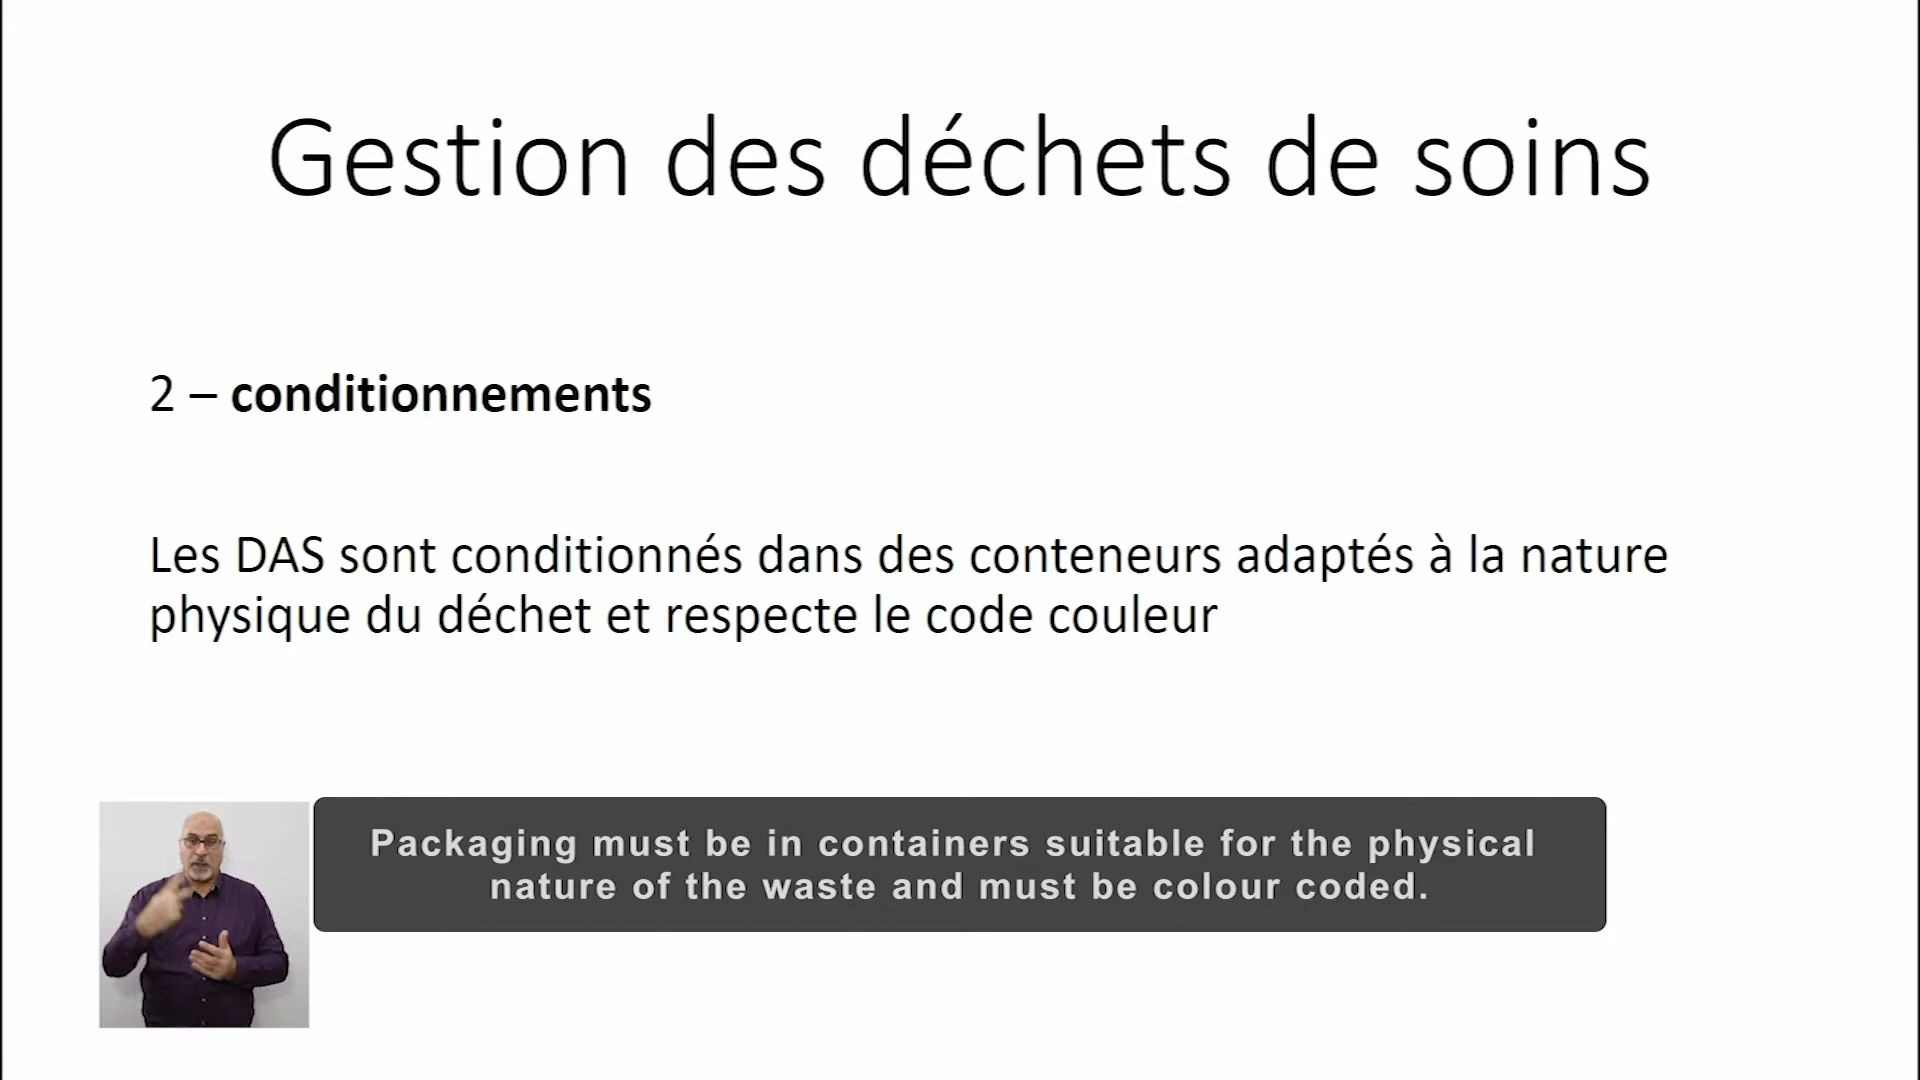 Gestion des déchets de soins
2 – conditionnements
Les DAS sont conditionnés dans des conteneurs adaptés à la nature
physique du déchet et respecte le code couleur
Packaging must be in containers suitable for the physical
nature of the waste and must be colour coded.